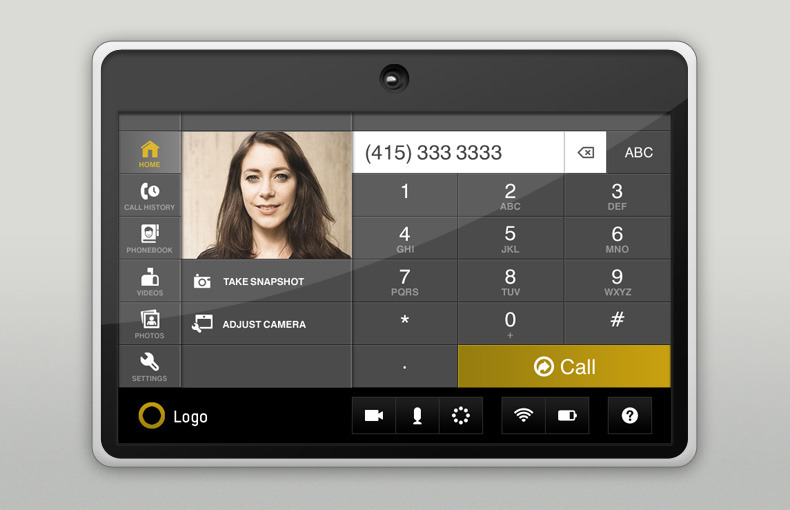 (415) 333 3333
ABC
HOME
CALL HISTORY
PHONEBOOK
VIDEOS
PHOTOS
SETTINGS
TAKE SNAPSHOT
ADJUST CAMERA
1
2
ABC
3
DEF
4
GHI
5
JKL
6
MNO
7
PQRS
8
TUV
9
WXYZ
*
0
+
#
.
Call
Logo
?